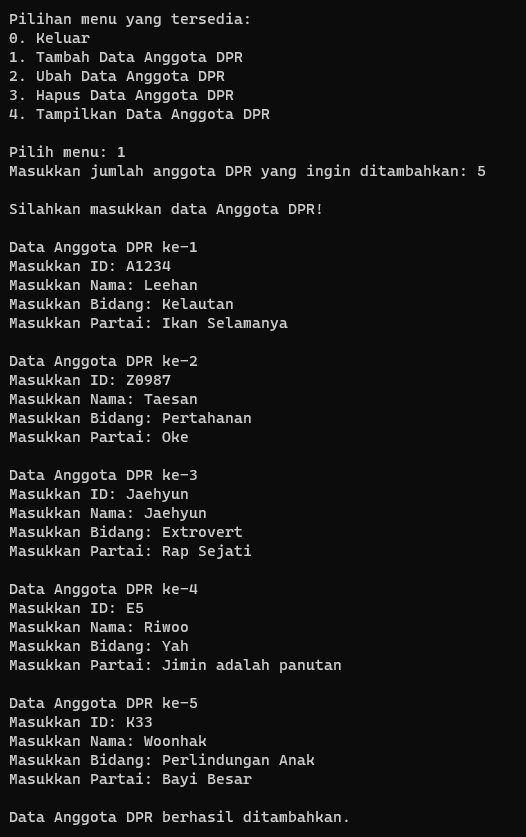 Pilihan menu yang tersedia:
0. Keluar
1. Tambah Data Anggota DPR
2. Ubah Data Anggota DPR
3. Hapus Data Anggota DPR
4. Tampilkan Data Anggota DPR
Pilih menu: 1
Masukkan jumlah anggota DPR yang ingin ditambahkan: 5
Silahkan masukkan data Anggota DPR!
Data Anggota DPR ke-1
Masukkan ID: A1234
Masukkan Nama: Leehan
Masukkan Bidang: Kelautan
Masukkan Partai: Ikan Selamanya
Data Anggota DPR ke-2
Masukkan ID: Z0987
Masukkan Nama: Taesan
Masukkan Bidang: Pertahanan
Masukkan Partai: Oke
Data Anggota DPR ke-3
Masukkan ID: Jaehyun
Masukkan Nama: Jaehyun
Masukkan Bidang: Extrovert
Masukkan Partai: Rap Sejati
Data Anggota DPR ke-4
Masukkan ID: E5
Masukkan Nama: Riwoo
Masukkan Bidang: Yah
Masukkan Partai: Jimin adalah panutan
Data Anggota DPR ke-5
Masukkan ID: K33
Masukkan Nama: Woonhak
Masukkan Bidang: Perlindungan Anak
Masukkan Partai: Bayi Besar
Data Anggota DPR berhasil ditambahkan.